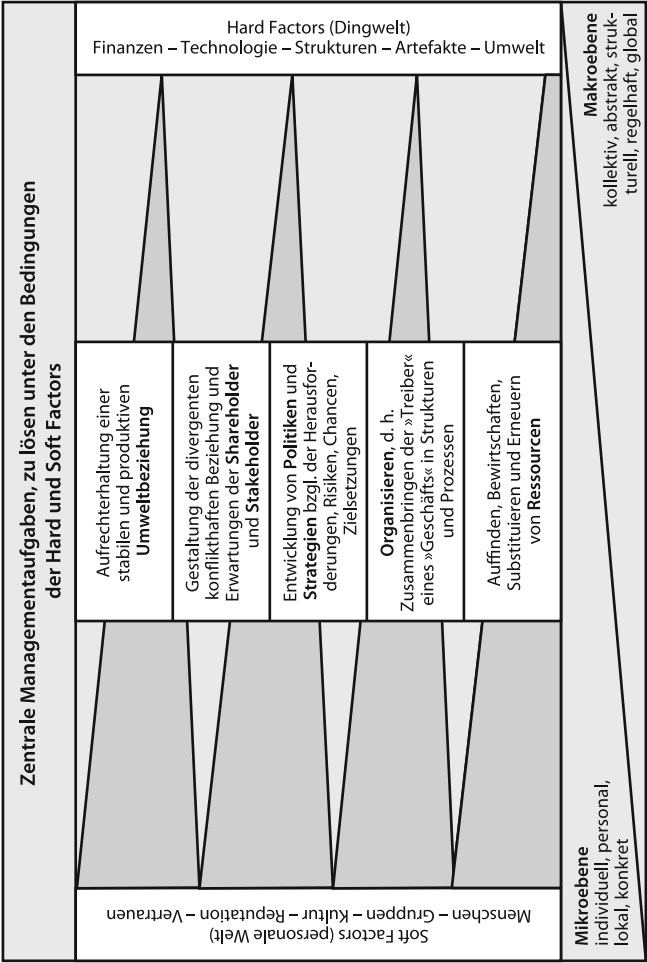 Zentrale Managementaufgaben, zu lösen unter den Bedingungen
der Hard und Soft Factors
Hard Factors (Dingwelt)
Finanzen – Technologie – Strukturen – Artefakte – Umwelt
Aufrechterhaltung einer
stabilen und produktiven
Umweltbeziehung
Gestaltung der divergenten
konflikthaften Beziehung und
Erwartungen der Shareholder
und Stakeholder
Entwicklung von Politiken und
Strategien bzgl. der Herausfor-
derungen, Risiken, Chancen,
Zielsetzungen
Organisieren, d. h.
Zusammenbringen der »Treiber«
eines »Geschäfts« in Strukturen
und Prozessen
Auffinden, Bewirtschaften,
Substituieren und Erneuern
von Ressourcen
Soft Factors (personale Welt)
Menschen – Gruppen – Kultur – Reputation – Vertrauen
Mikroebene
individuell, personal,
lokal, konkret
Makroebene
kollektiv, abstrakt, struk-
turell, regelhaft, global